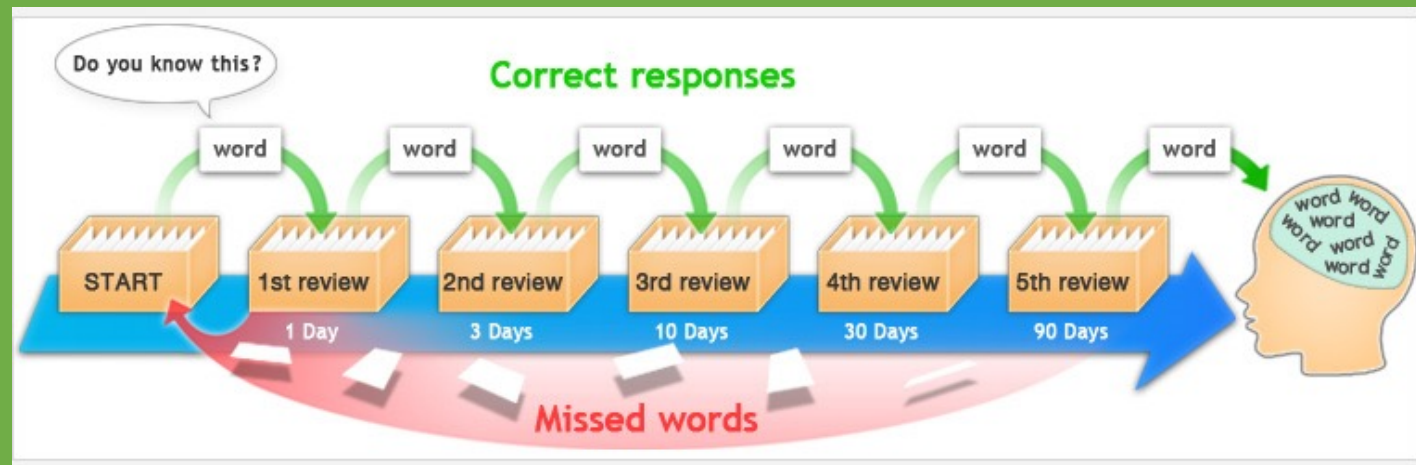 Do you know this?
Correct responses
word word word word word word
START 1st review 2nd review 3rd review 4th review 5th review
1 Day 3 Days 10 Days 30 Days 90 Days
Missed words
word word
word
word word
word word